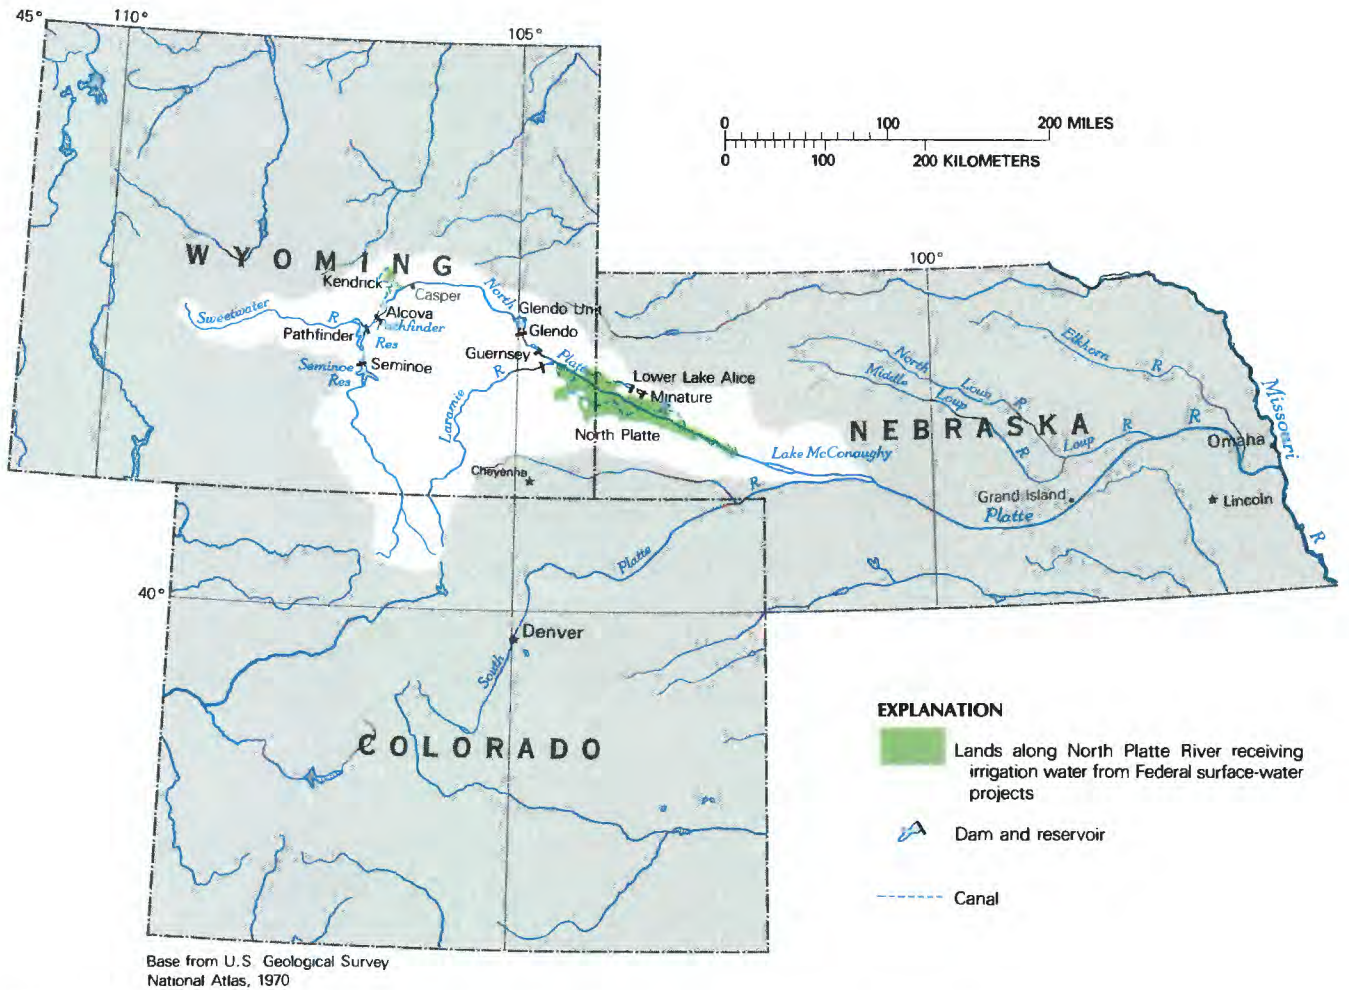 45°
110°
105°
0 100 200 MILES
0 100 200 KILOMETERS
WYOMING
100°
Kendrick
Casper
North
Glendo Unit
Sweetwater R
Alcova
Pathfinder
Pathfinder
Res
Glendo
Elkhorn R
Guernsey
Platte
Seminoe
Res
Seminoe
Laramie R
Lower Lake Alice
Minature
North Loup R
Middle Loup R
Missouri R
North Platte
NEBRASKA
Loup R
R
Omaha
Lake McConaughy
Cheyenne
R
Grand Island
Platte
Lincoln
Platte
40°
Denver
South
COLORADO
EXPLANATION
Lands along North Platte River receiving
irrigation water from Federal surface-water
projects
Dam and reservoir
Canal
Base from U.S. Geological Survey
National Atlas, 1970